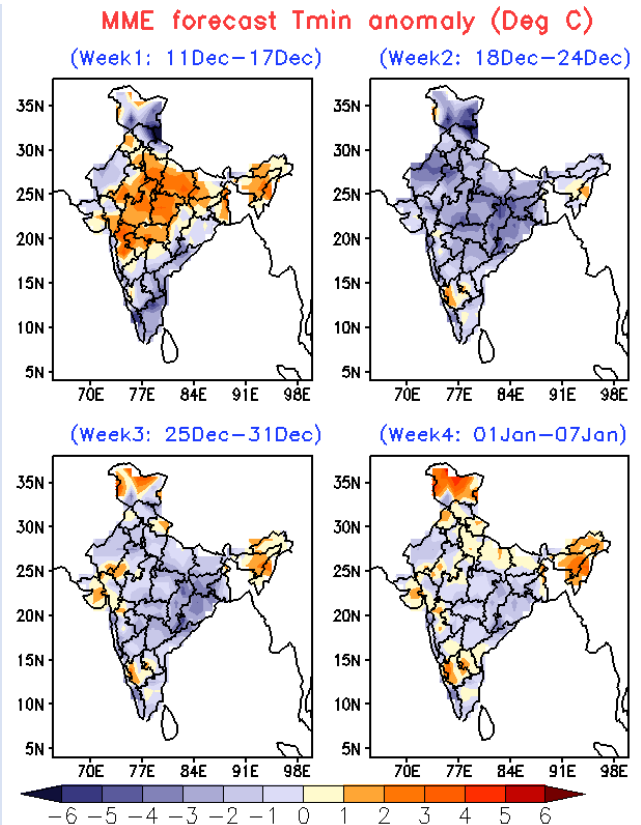 MME forecast Tmin anomaly (Deg C)
(Week1: 11Dec−17Dec)
(Week2: 18Dec−24Dec)
35N
30N
25N
20N
15N
10N
5N
70E 77E 84E 91E 98E
35N
30N
25N
20N
15N
10N
5N
70E 77E 84E 91E 98E
(Week3: 25Dec−31Dec)
(Week4: 01Jan−07Jan)
35N
30N
25N
20N
15N
10N
5N
70E 77E 84E 91E 98E
35N
30N
25N
20N
15N
10N
5N
70E 77E 84E 91E 98E
−6 −5 −4 −3 −2 −1 0 1 2 3 4 5 6